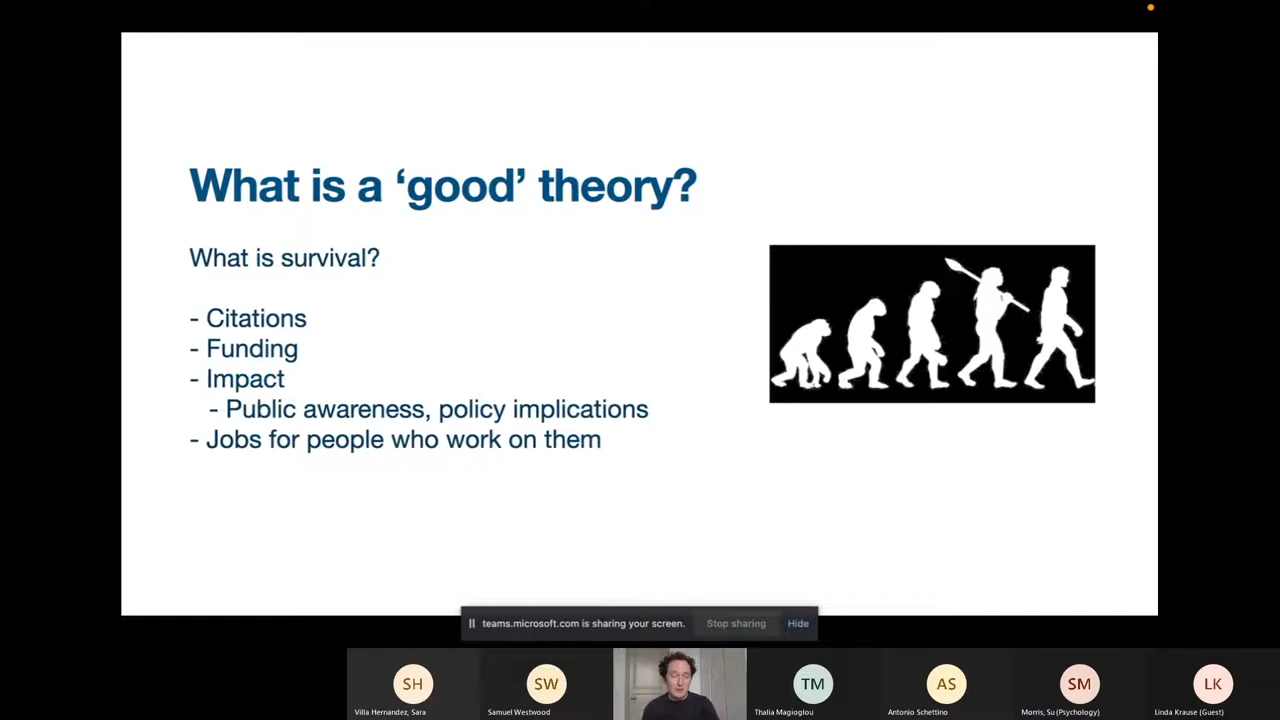 What is a ‘good’ theory?
What is survival?
- Citations
- Funding
- Impact
- Public awareness, policy implications
- Jobs for people who work on them
teams.microsoft.com is sharing your screen.
Stop sharing
Hide
SH
SW
TM
AS
SM
LK
Villa Hernandez, Sara
Samuel Westwood
Thalia Magioglou
Antonio Schettino
Morris, Su (Psychology)
Linda Krause (Guest)